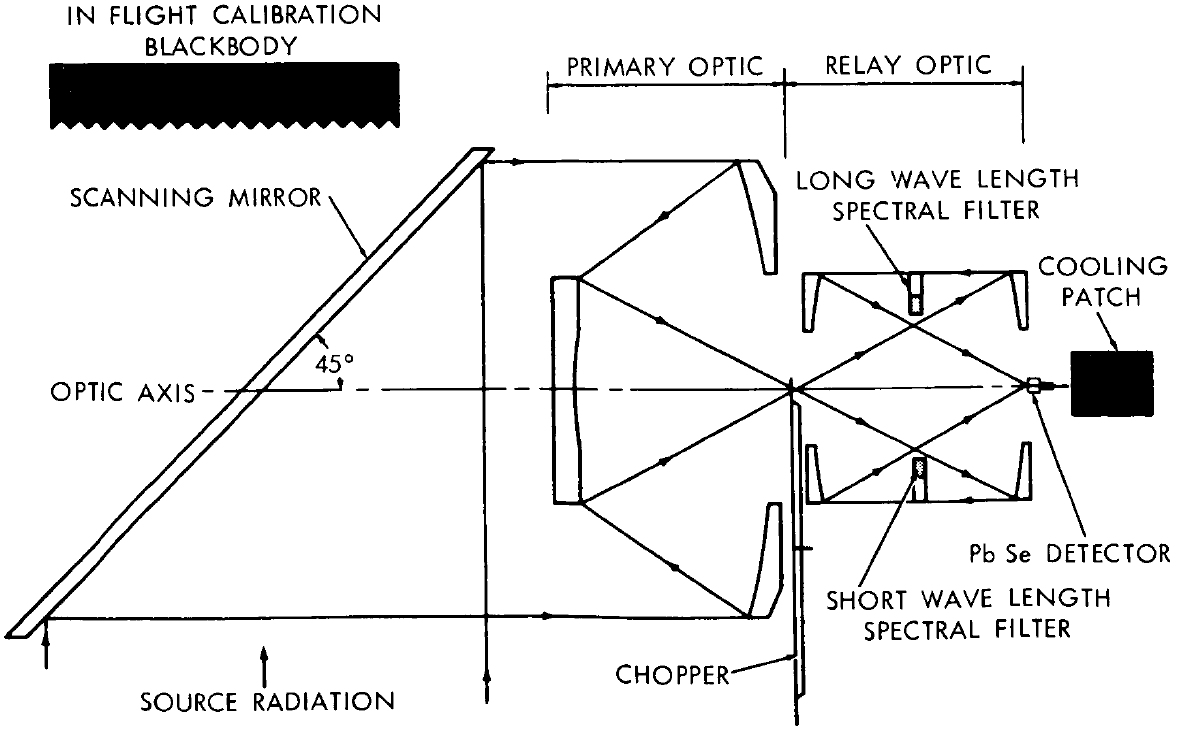 IN FLIGHT CALIBRATION
BLACKBODY
PRIMARY OPTIC
RELAY OPTIC
SCANNING MIRROR
LONG WAVE LENGTH
SPECTRAL FILTER
COOLING
PATCH
45°
OPTIC AXIS
Pb Se DETECTOR
SHORT WAVE LENGTH
SPECTRAL FILTER
CHOPPER
SOURCE RADIATION